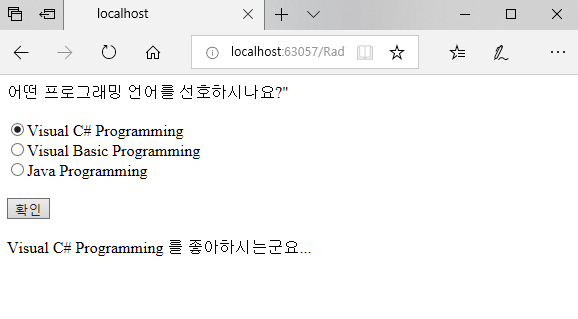 localhost
localhost:63057/Rad
어떤 프로그래밍 언어를 선호하시나요?"
Visual C# Programming
Visual Basic Programming
Java Programming
확인
Visual C# Programming 를 좋아하시는군요...